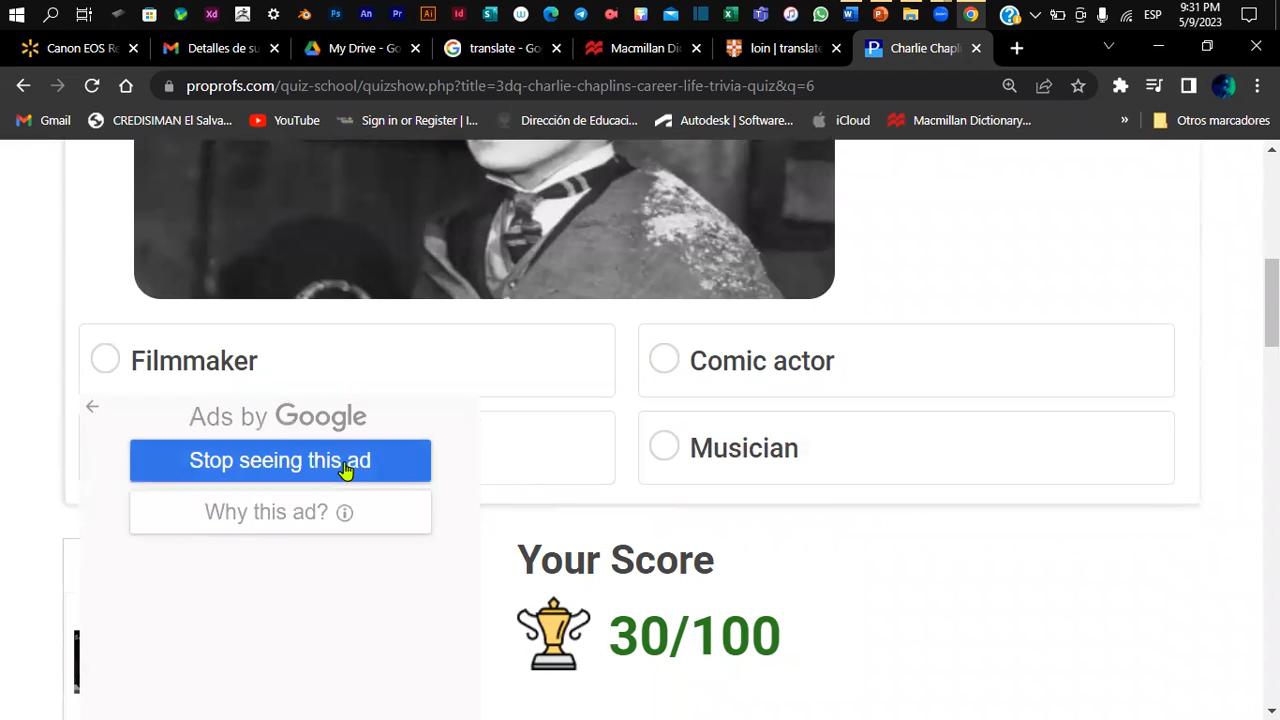 9:31 PM
ESP
5/9/2023
Canon EOS Re
Detalles de su
My Drive - Go
translate - Go
Macmillan Dic
loin | translate
Charlie Chapl
proprofs.com/quiz-school/quizshow.php?title=3dq-charlie-chaplins-career-life-trivia-quiz&q=6
Gmail
CREDISIMAN El Salva...
YouTube
Sign in or Register | I...
Dirección de Educaci...
Autodesk | Software...
iCloud
Macmillan Dictionary...
»
Otros marcadores
Filmmaker
Comic actor
Ads by Google
Stop seeing this ad
Musician
Why this ad?
Your Score
30/100